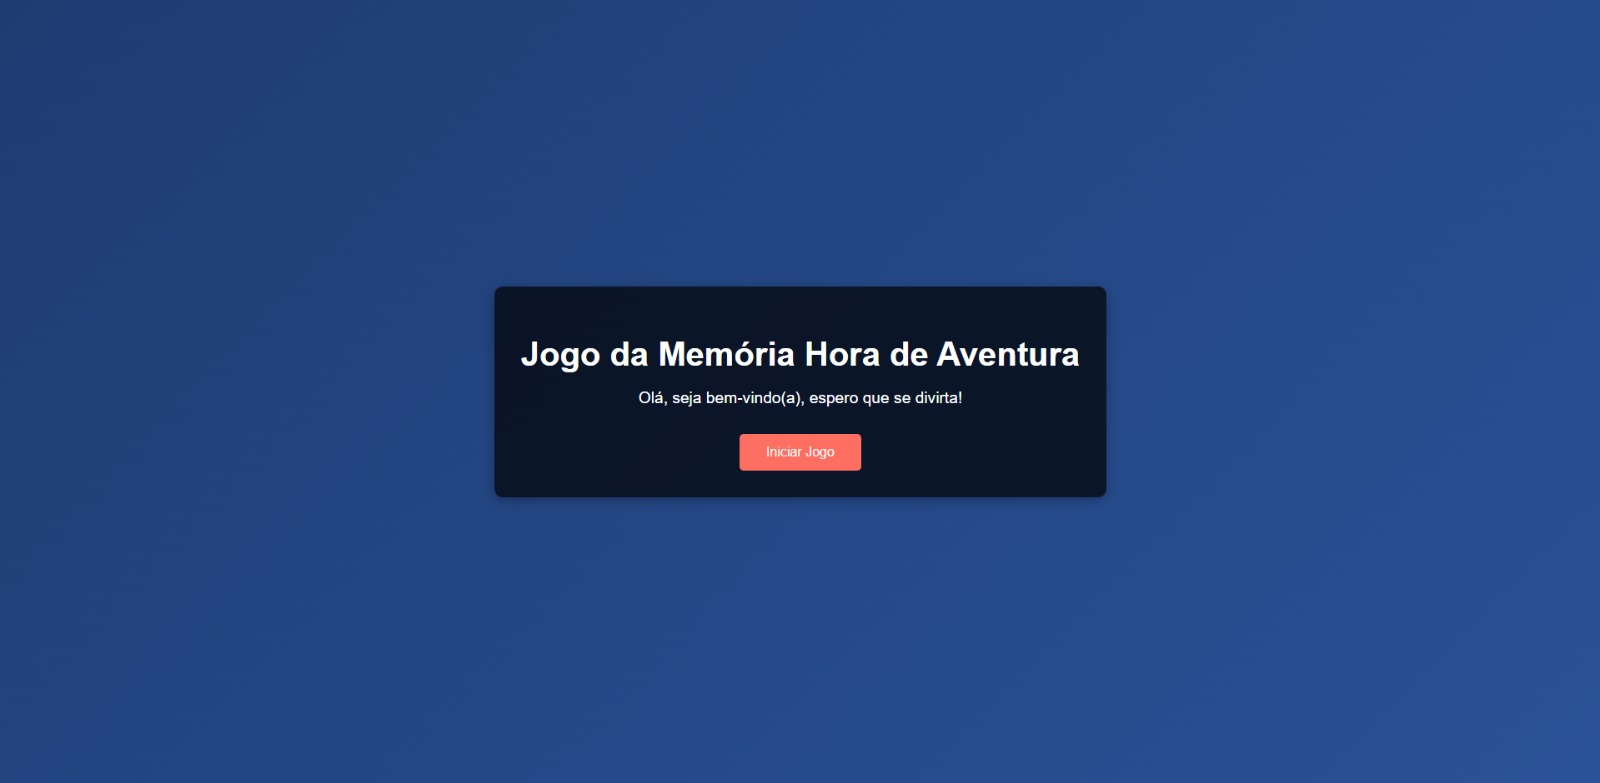 Jogo da Memória Hora de Aventura
Olá, seja bem-vindo(a), espero que se divirta!
Iniciar Jogo